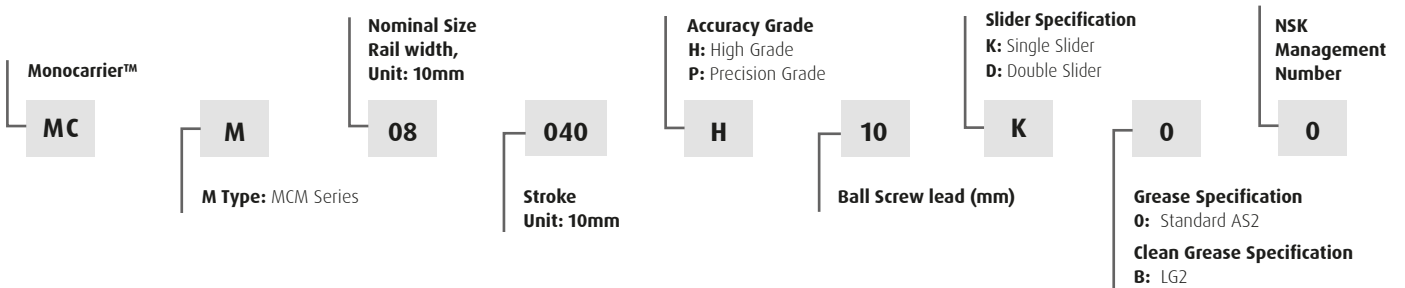 Nominal Size
Rail width,
Unit: 10mm
Accuracy Grade
H: High Grade
P: Precision Grade
Slider Specification
K: Single Slider
D: Double Slider
NSK
Management
Number
Monocarrier™
MC
M
08
040
H
10
K
0
0
M Type: MCM Series
Stroke
Unit: 10mm
Ball Screw lead (mm)
Grease Specification
0: Standard AS2
Clean Grease Specification
B: LG2